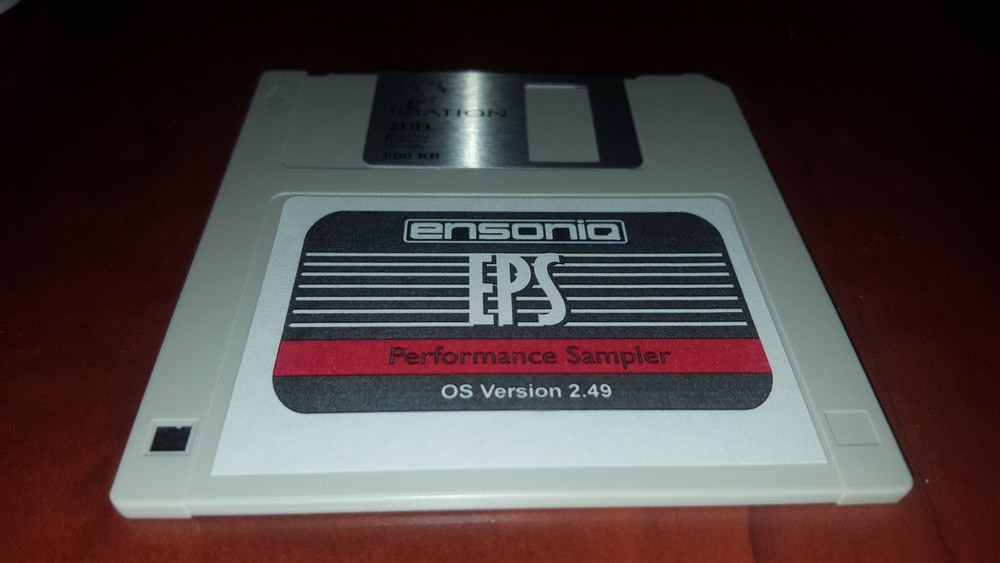 IMATION
2DD
800 KB
ensoniq
EPS
Performance Sampler
OS Version 2.49